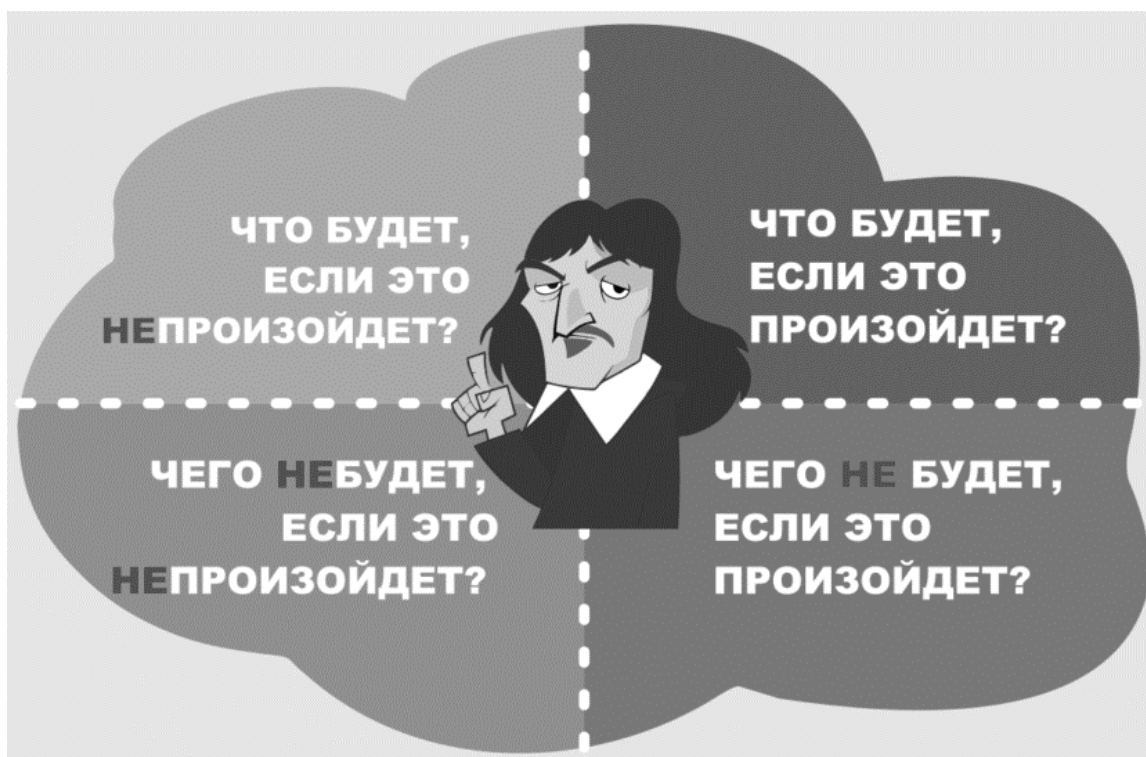 ЧТО БУДЕТ,
ЕСЛИ ЭТО
НЕПРОИЗОЙДЕТ?
ЧТО БУДЕТ,
ЕСЛИ ЭТО
ПРОИЗОЙДЕТ?
ЧЕГО НЕБУДЕТ,
ЕСЛИ ЭТО
НЕПРОИЗОЙДЕТ?
ЧЕГО НЕ БУДЕТ,
ЕСЛИ ЭТО
ПРОИЗОЙДЕТ?